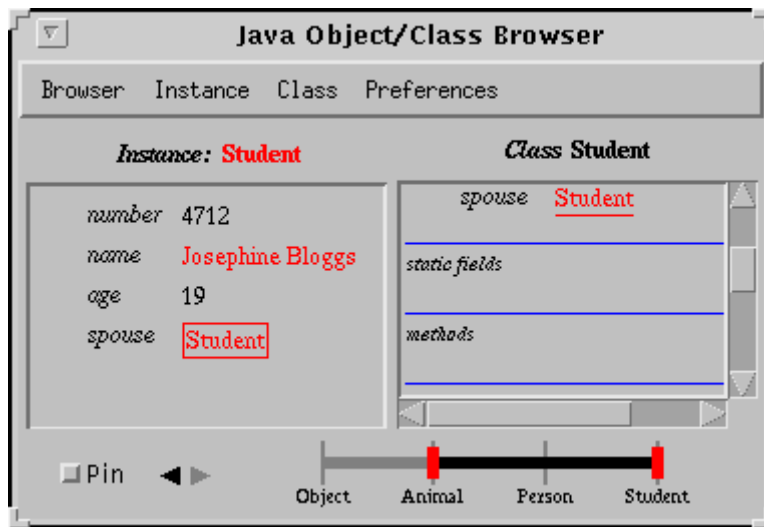 Java Object/Class Browser
Browser Instance Class Preferences
Instance: Student
number 4712
name Josephine Bloggs
age 19
spouse Student
Class Student
spouse Student
static fields
methods
Pin
Object Animal Person Student